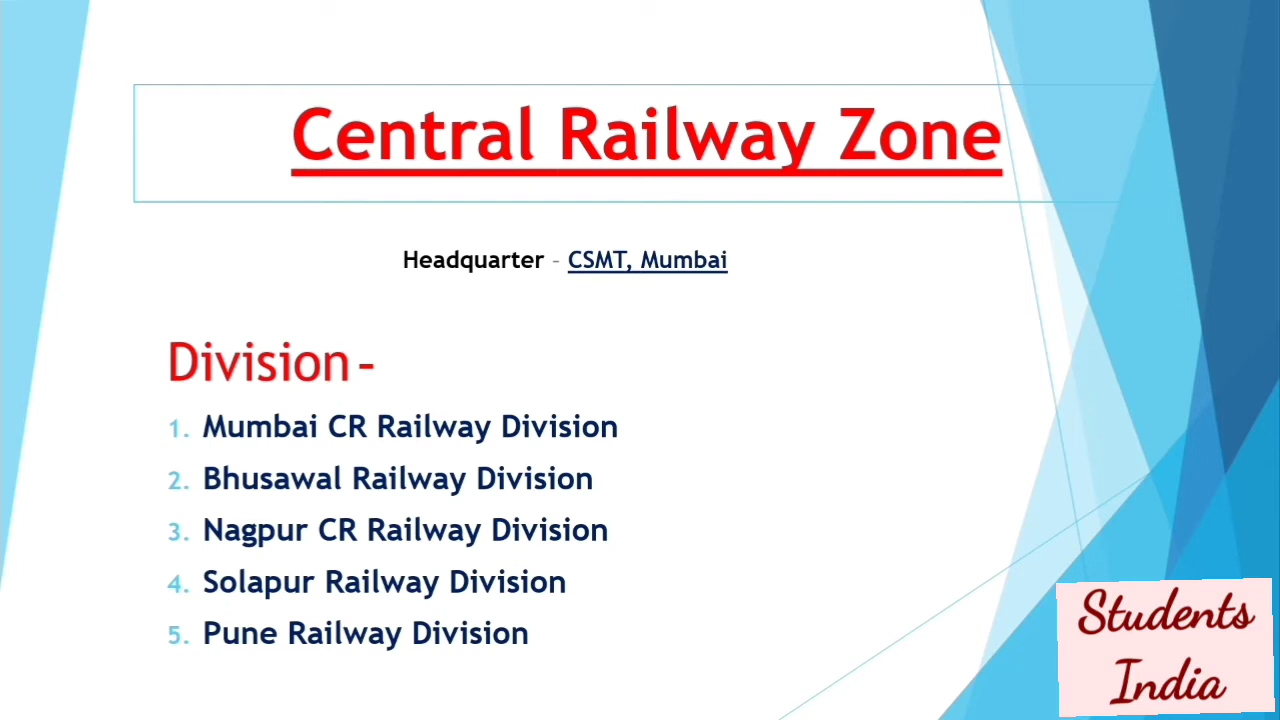 Central Railway Zone
Headquarter – CSMT, Mumbai
Division –
1. Mumbai CR Railway Division
2. Bhusawal Railway Division
3. Nagpur CR Railway Division
4. Solapur Railway Division
5. Pune Railway Division
Students
India